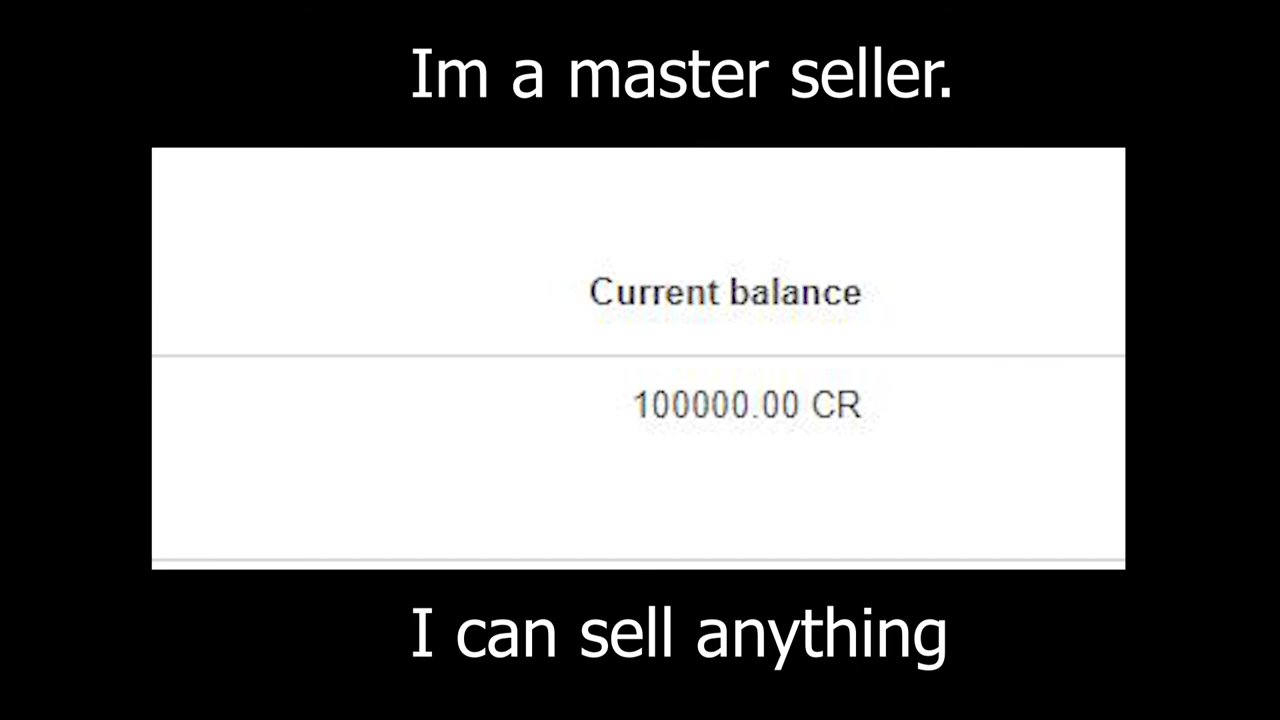 Im a master seller.
Current balance
100000.00 CR
I can sell anything